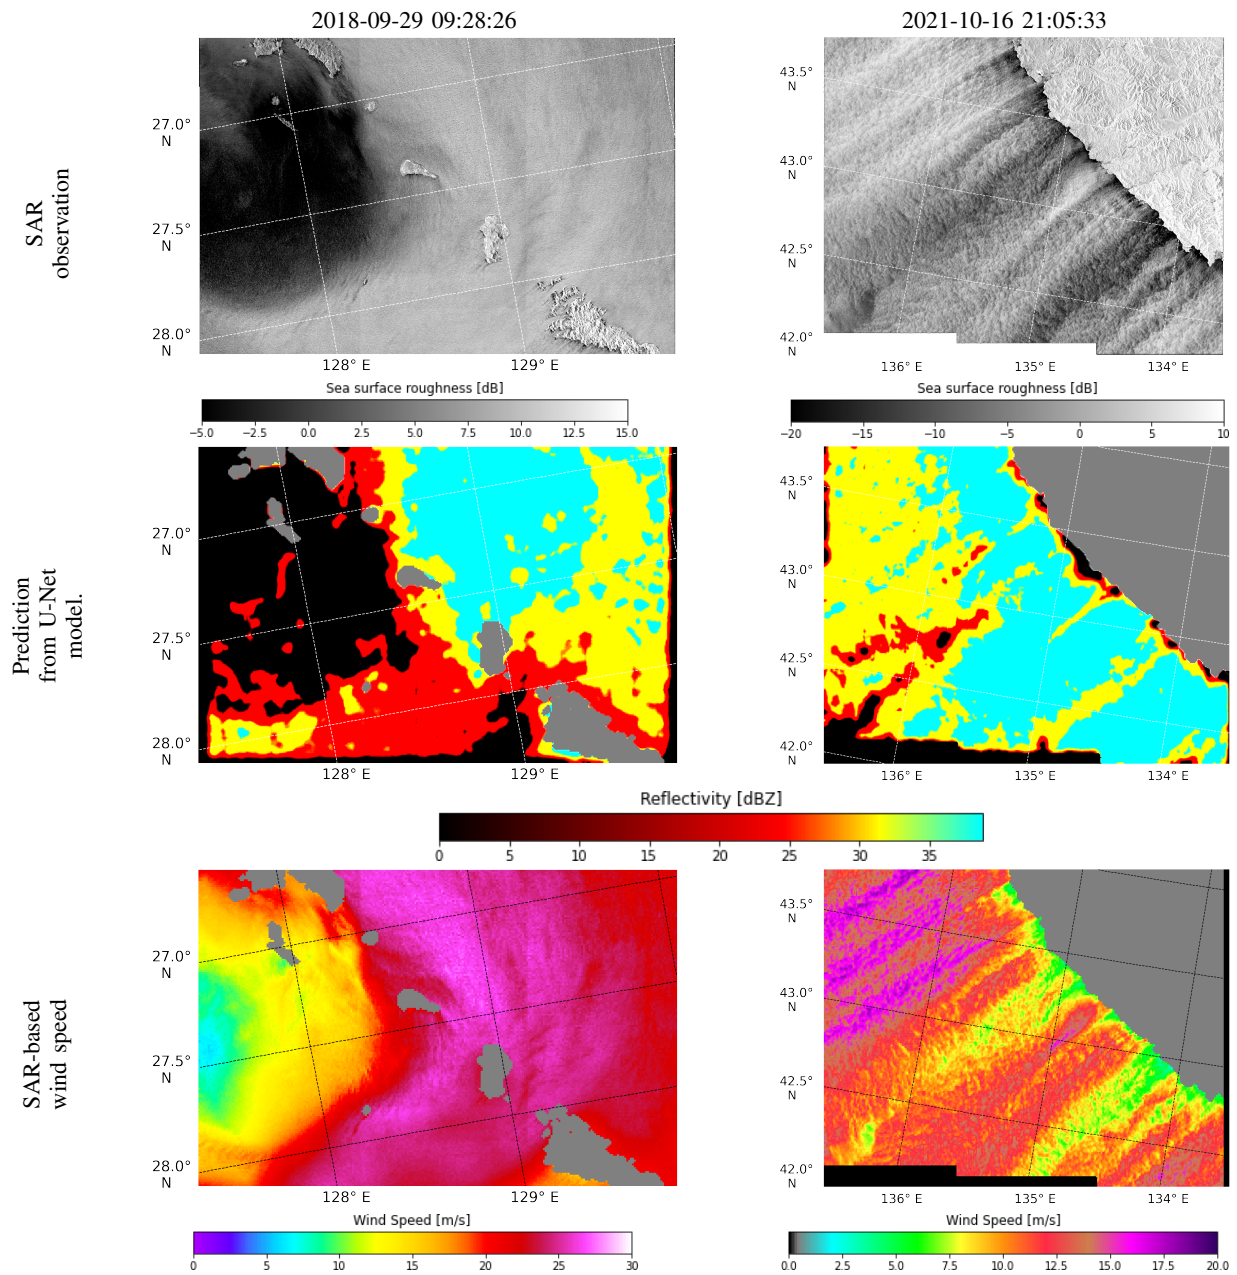 2018-09-29 09:28:26
2021-10-16 21:05:33
SAR
observation
27.0°
N
27.5°
N
28.0°
N
128° E
129° E
43.5°
N
43.0°
N
42.5°
N
42.0°
N
136° E
135° E
134° E
Sea surface roughness [dB]
−5.0 −2.5 0.0 2.5 5.0 7.5 10.0 12.5 15.0
Sea surface roughness [dB]
−20 −15 −10 −5 0 5 10
Prediction
from U-Net
model.
27.0°
N
27.5°
N
28.0°
N
128° E
129° E
43.5°
N
43.0°
N
42.5°
N
42.0°
N
136° E
135° E
134° E
Reflectivity [dBZ]
0 5 10 15 20 25 30 35
SAR-based
wind speed
27.0°
N
27.5°
N
28.0°
N
128° E
129° E
43.5°
N
43.0°
N
42.5°
N
42.0°
N
136° E
135° E
134° E
Wind Speed [m/s]
0 5 10 15 20 25 30
Wind Speed [m/s]
0.0 2.5 5.0 7.5 10.0 12.5 15.0 17.5 20.0